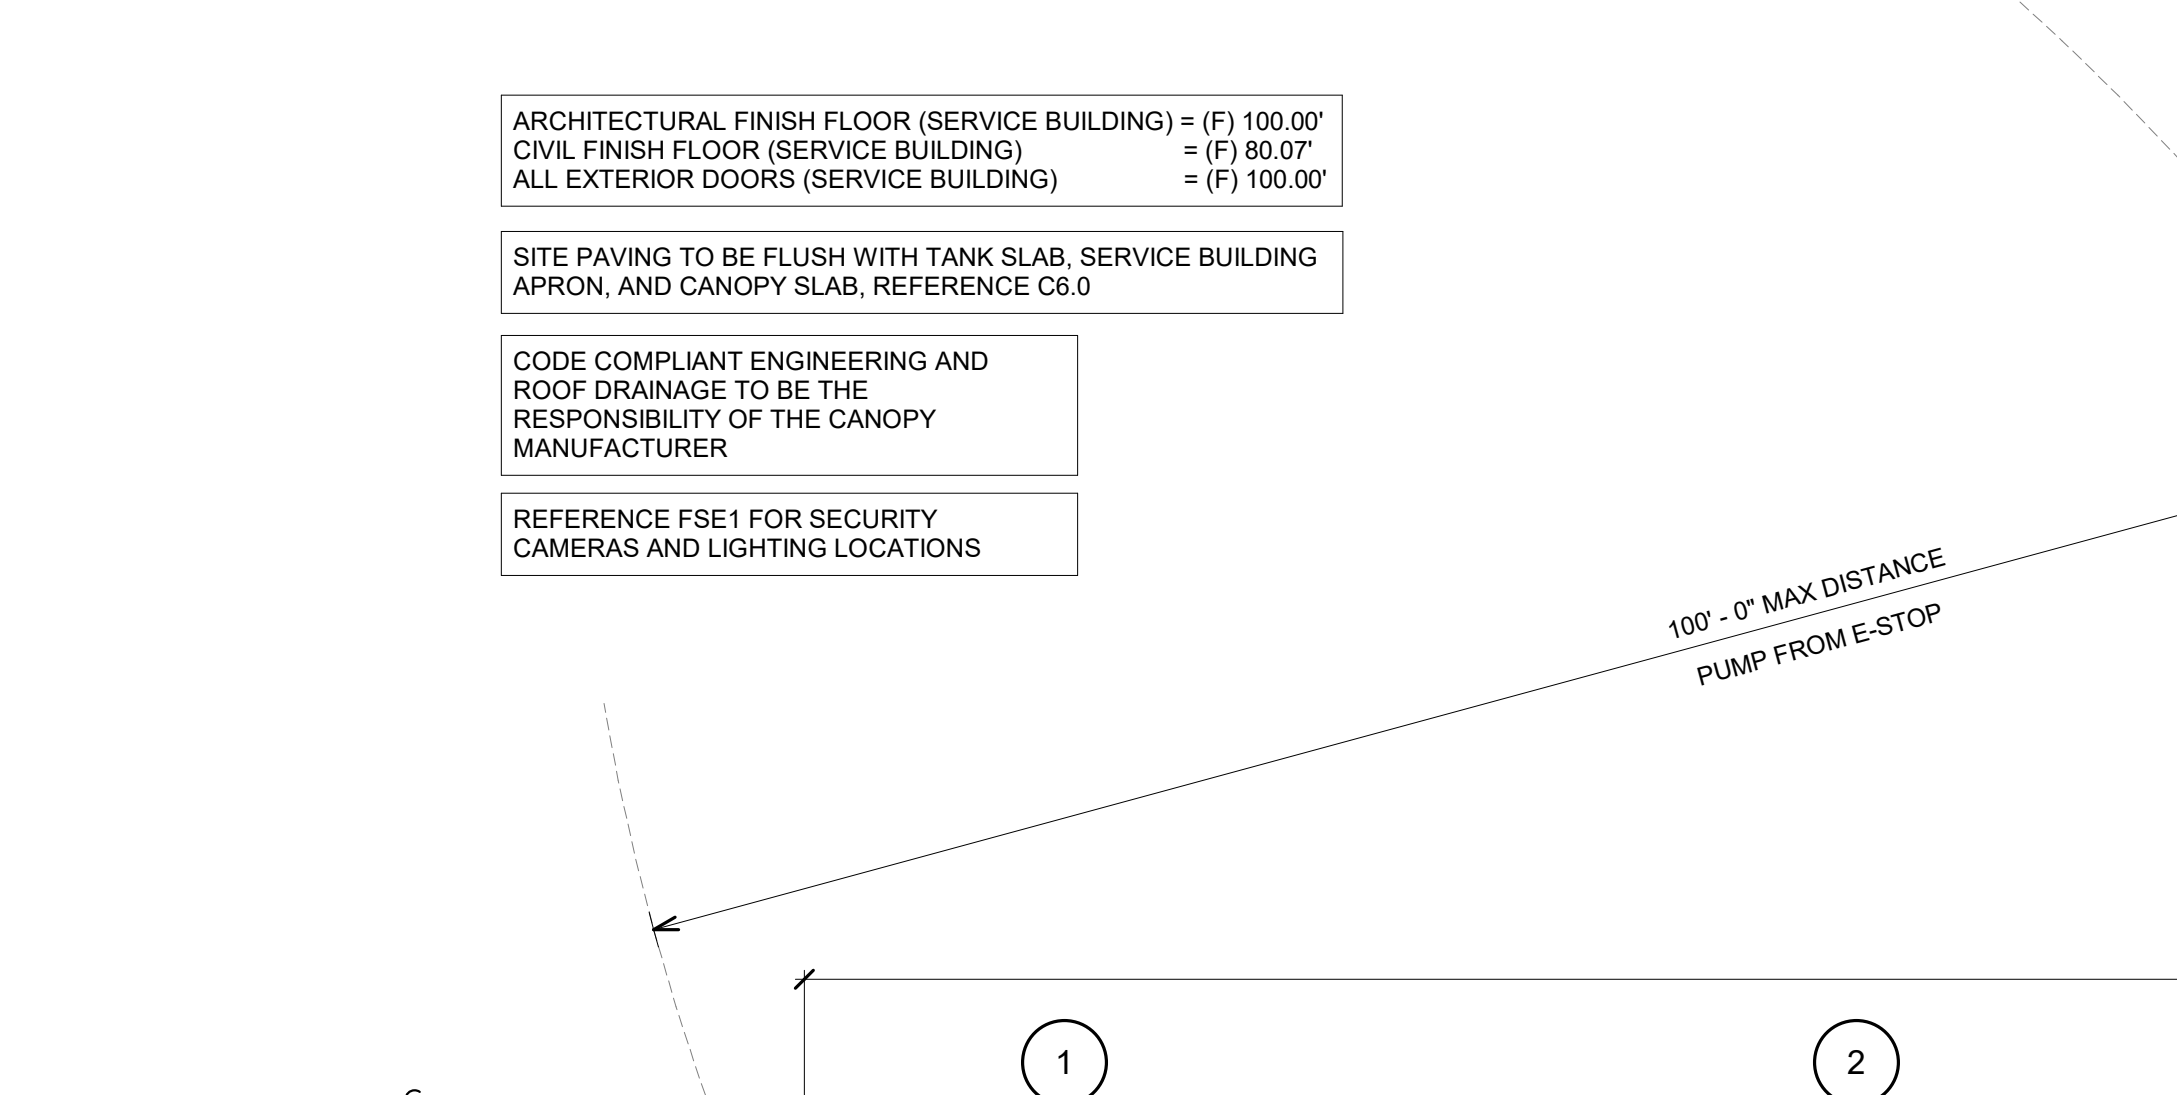 ARCHITECTURAL FINISH FLOOR (SERVICE BUILDING) = (F) 100.00'
CIVIL FINISH FLOOR (SERVICE BUILDING) = (F) 80.07'
ALL EXTERIOR DOORS (SERVICE BUILDING) = (F) 100.00'
SITE PAVING TO BE FLUSH WITH TANK SLAB, SERVICE BUILDING
APRON, AND CANOPY SLAB, REFERENCE C6.0
CODE COMPLIANT ENGINEERING AND
ROOF DRAINAGE TO BE THE
RESPONSIBILITY OF THE CANOPY
MANUFACTURER
REFERENCE FSE1 FOR SECURITY
CAMERAS AND LIGHTING LOCATIONS
100' - 0" MAX DISTANCE
PUMP FROM E-STOP
1
2